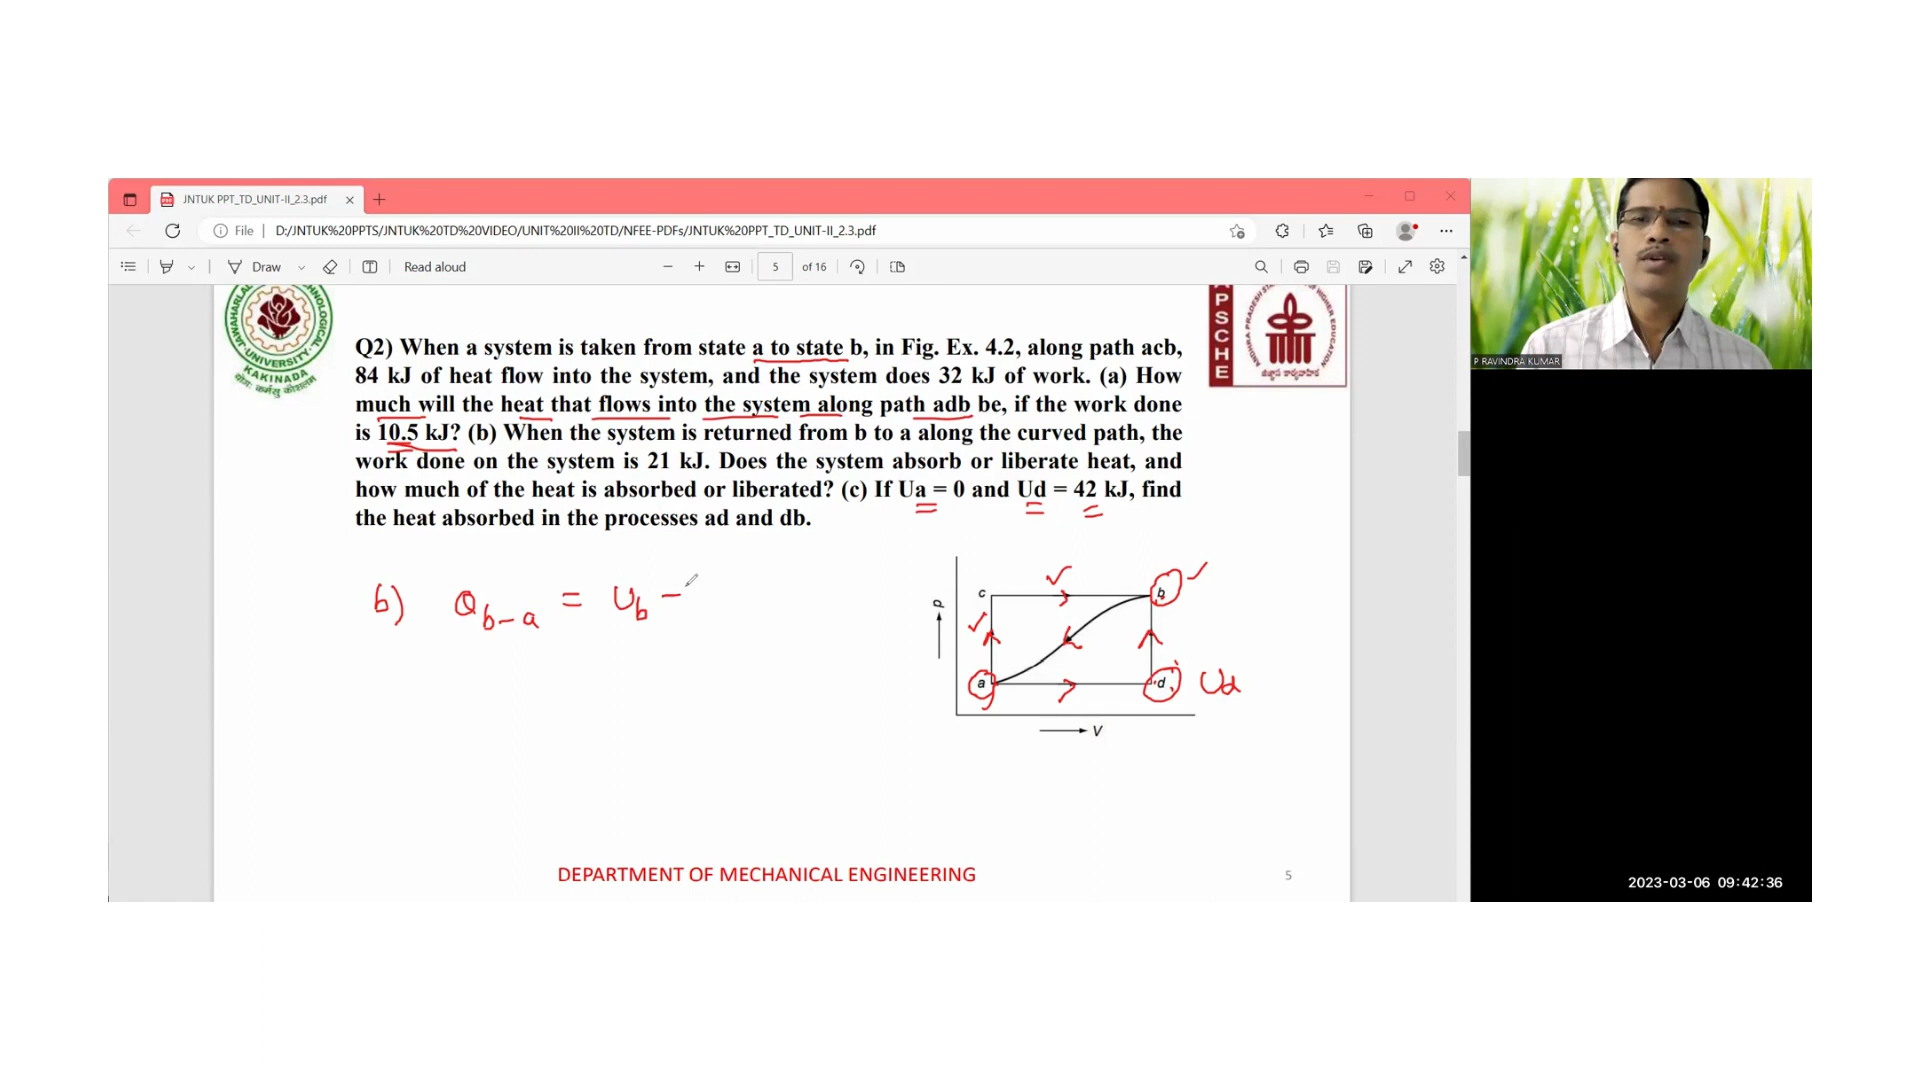 JNTUK PPT_TD_UNIT-II_2.3.pdf
File | D:/JNTUK%20PPTS/JNTUK%20TD%20VIDEO/UNIT%20II%20TD/NFEE-PDFs/JNTUK%20PPT_TD_UNIT-II_2.3.pdf
Draw Read aloud 5 of 16
UNIVERSITY
KAKINADA
APSCHE
Q2) When a system is taken from state a to state b, in Fig. Ex. 4.2, along path acb,
84 kJ of heat flow into the system, and the system does 32 kJ of work. (a) How
much will the heat that flows into the system along path adb be, if the work done
is 10.5 kJ? (b) When the system is returned from b to a along the curved path, the
work done on the system is 21 kJ. Does the system absorb or liberate heat, and
how much of the heat is absorbed or liberated? (c) If Ua = 0 and Ud = 42 kJ, find
the heat absorbed in the processes ad and db.
b) Q b-a = Ub -
p
c
b
a
d
Ud
V
DEPARTMENT OF MECHANICAL ENGINEERING
5
P RAVINDRA KUMAR
2023-03-06 09:42:36